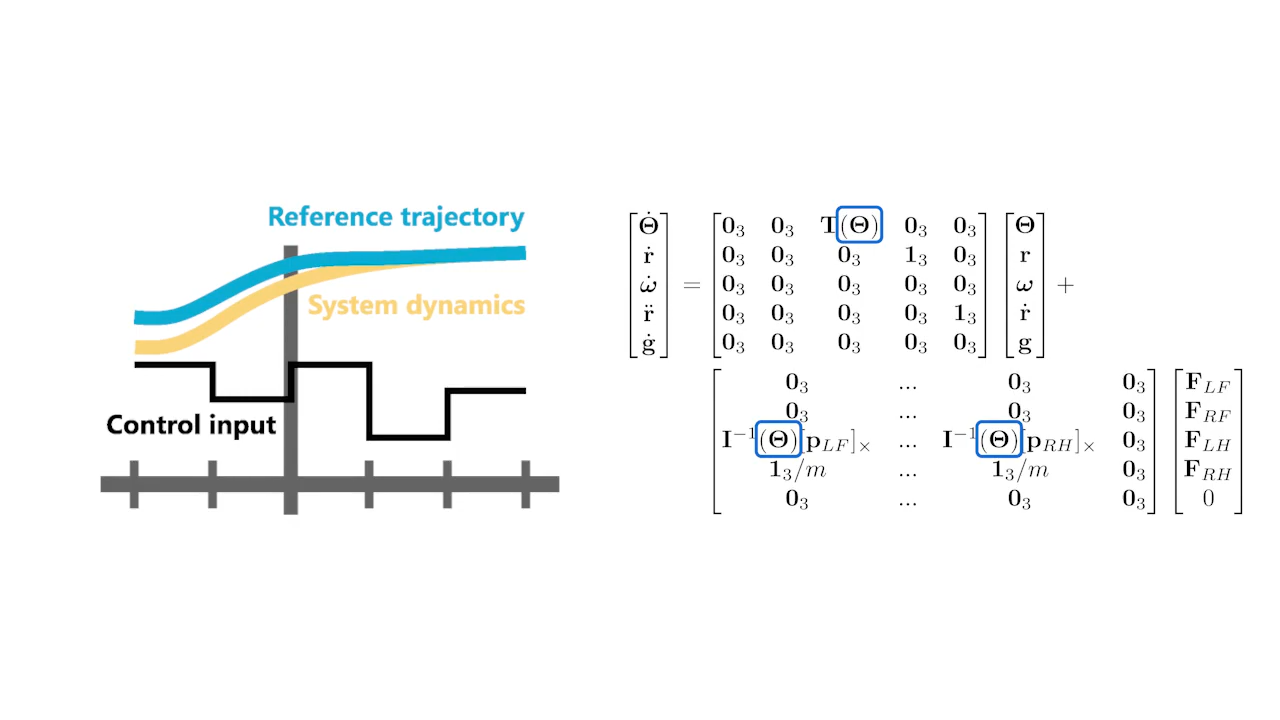 Reference trajectory
System dynamics
Control input
[Θ̇ ṙ ω̇ r̈ ġ] =
0₃ 0₃ T(Θ) 0₃ 0₃
0₃ 0₃ 0₃ 1₃ 0₃
0₃ 0₃ 0₃ 0₃ 0₃
0₃ 0₃ 0₃ 0₃ 1₃
0₃ 0₃ 0₃ 0₃ 0₃
[Θ r ω ṙ g] +
0₃ ... 0₃ 0₃
0₃ ... 0₃ 0₃
I⁻¹(Θ)[p_LF]× ... I⁻¹(Θ)[p_RH]× 0₃
1₃/m ... 1₃/m 0₃
0₃ ... 0₃ 0₃
F_LF
F_RF
F_LH
F_RH
0